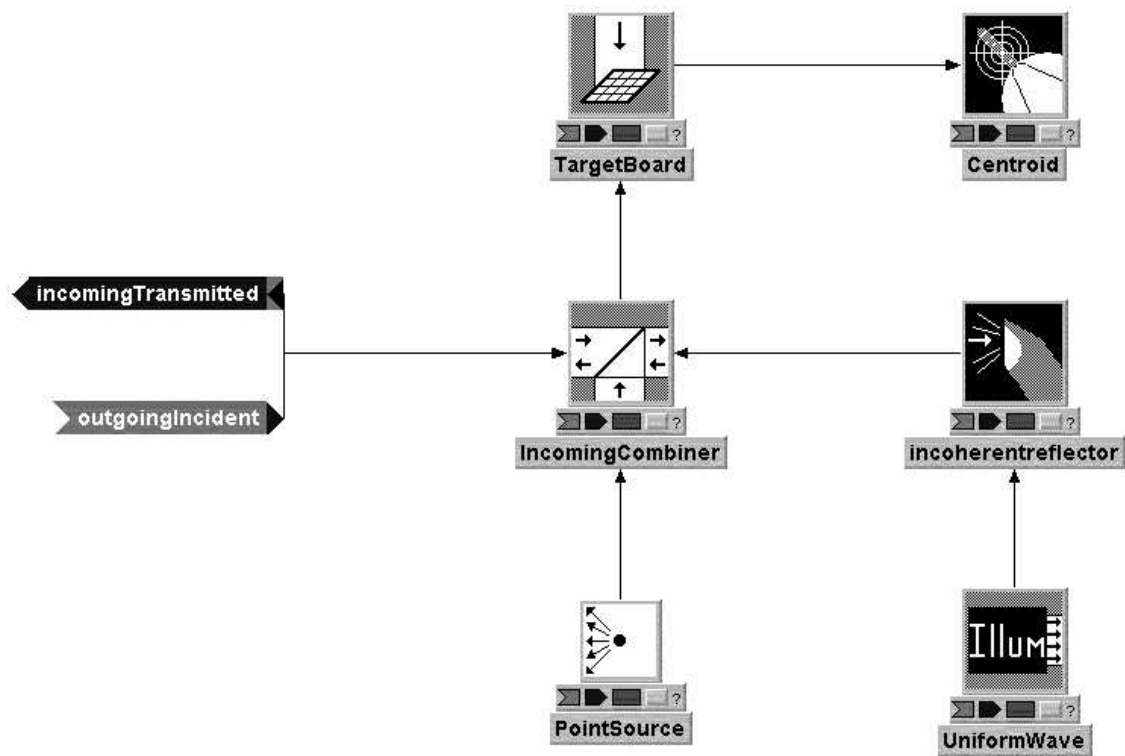 ?
?
TargetBoard
Centroid
incomingTransmitted
outgoingIncident
?
?
IncomingCombiner
incoherentreflector
Illum
?
?
PointSource
UniformWave